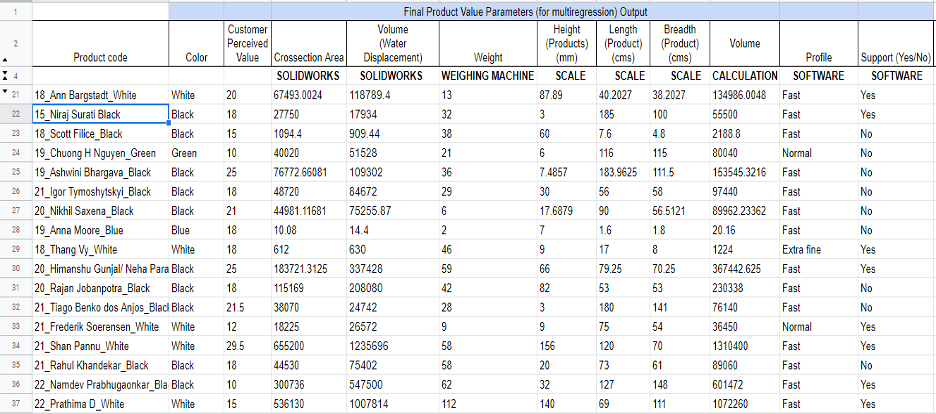 1 Final Product Value Parameters (for multiregression) Output
2 Product code Color Customer Perceived Value Crossection Area Volume (Water Displacement) Weight Height (Products) (mm) Length (Product) (cms) Breadth (Product) (cms) Volume Profile Support (Yes/No)
4 SOLIDWORKS SOLIDWORKS WEIGHING MACHINE SCALE SCALE SCALE CALCULATION SOFTWARE SOFTWARE
21 18_Ann Bargstadt_White White 20 67493.0024 118789.4 13 87.89 40.2027 38.2027 134986.0048 Fast Yes
22 15_Niraj Surati Black Black 18 27750 17934 32 3 185 100 55500 Fast Yes
23 18_Scott Filice_Black Black 15 1094.4 909.44 38 60 7.6 4.8 2188.8 Fast No
24 19_Chuong H Nguyen_Green Green 10 40020 51528 21 6 116 115 80040 Normal No
25 19_Ashwini Bhargava_Black Black 25 76772.66081 109302 36 7.4857 183.9625 111.5 153545.3216 Fast No
26 21_Igor Tymoshytskyi_Black Black 18 48720 84672 29 30 56 58 97440 Fast No
27 20_Nikhil Saxena_Black Black 21 44981.11681 75255.87 6 17.6879 90 56.5121 89962.23362 Fast No
28 19_Anna Moore_Blue Blue 18 10.08 14.4 2 7 1.6 1.8 20.16 Fast No
29 18_Thang Vy_White White 18 612 630 46 9 17 8 1224 Extra fine Yes
30 20_Himanshu Gunjal/ Neha Para Black 25 183721.3125 337428 59 66 79.25 70.25 367442.625 Fast Yes
31 20_Rajan Jobanpotra_Black Black 18 115169 208080 42 82 53 53 230338 Fast No
32 21_Tiago Benko dos Anjos_Blacl Black 21.5 38070 24742 28 3 180 141 76140 Fast No
33 21_Frederik Soerensen_White White 12 18225 26572 9 9 75 54 36450 Normal Yes
34 21_Shan Pannu_White White 29.5 655200 1235696 58 156 120 70 1310400 Fast Yes
35 21_Rahul Khandekar_Black Black 18 44530 75402 58 20 73 61 89060 Fast No
36 22_Namdev Prabhugaonkar_Bla Black 10 300736 547500 62 32 127 148 601472 Fast Yes
37 22_Prathima D_White White 15 536130 1007814 112 140 69 111 1072260 Fast Yes